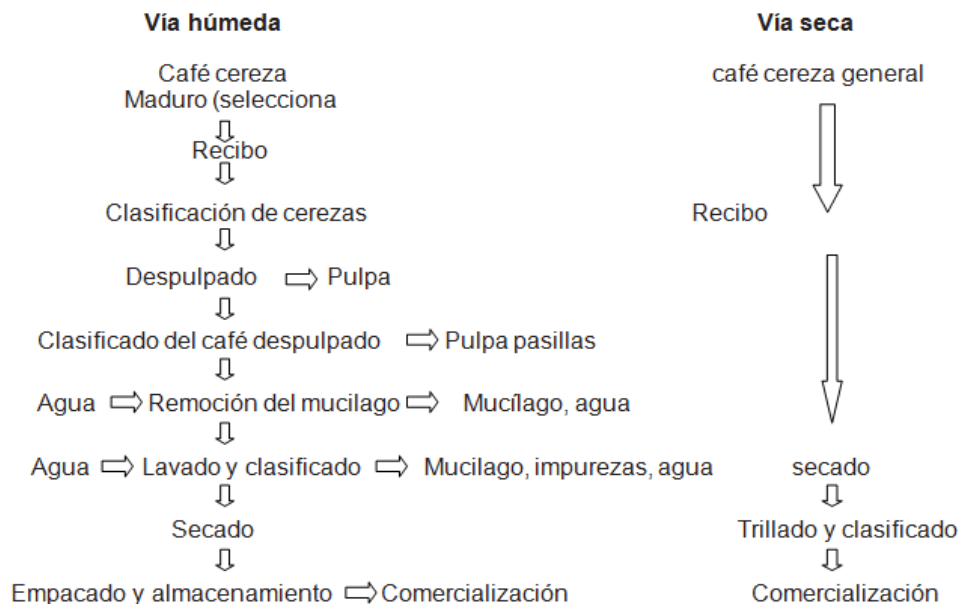 Vía húmeda
Café cereza
Maduro (selecciona
Recibo
Clasificación de cerezas
Despulpado Pulpa
Clasificado del café despulpado Pulpa pasillas
Agua Remoción del mucilago Mucílago, agua
Agua Lavado y clasificado Mucilago, impurezas, agua
Secado
Empacado y almacenamiento Comercialización
Vía seca
café cereza general
Recibo
secado
Trillado y clasificado
Comercialización